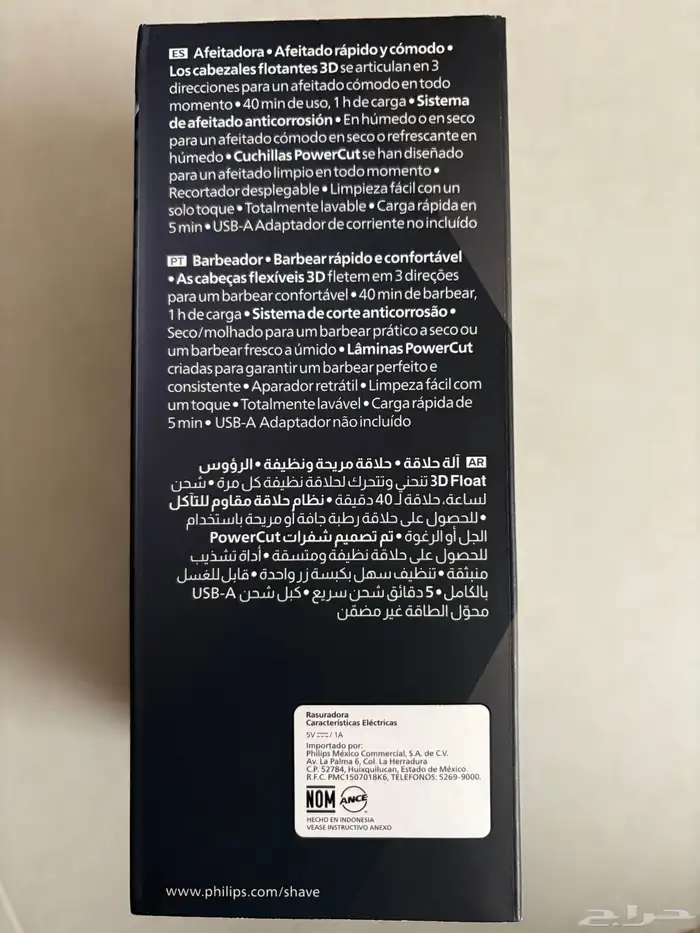 ES Afeitadora • Afeitado rápido y cómodo •
Los cabezales flotantes 3D se articulan en 3
direcciones para un afeitado cómodo en todo
momento • 40 min de uso, 1 h de carga • Sistema
de afeitado anticorrosión • En húmedo o en seco
para un afeitado cómodo en seco o refrescante en
húmedo • Cuchillas PowerCut se han diseñado
para un afeitado limpio en todo momento •
Recortador desplegable • Limpieza fácil con un
solo toque • Totalmente lavable • Carga rápida en
5 min • USB-A Adaptador de corriente no incluído
PT Barbeador • Barbear rápido e confortável
• As cabeças flexíveis 3D fletem em 3 direções
para um barbear confortável • 40 min de barbear,
1 h de carga • Sistema de corte anticorrosão •
Seco/molhado para um barbear prático a seco ou
um barbear fresco a úmido • Lâminas PowerCut
criadas para garantir um barbear perfeito e
consistente • Aparador retrátil • Limpeza fácil com
um toque • Totalmente lavável • Carga rápida de
5 min • USB-A Adaptador não incluído
AR آلة حلاقة • حلاقة مريحة ونظيفة • الرؤوس
3D Float تنحني وتتحرك لحلاقة نظيفة كل مرة • شحن
لساعة، حلاقة لـ 40 دقيقة • نظام حلاقة مقاوم للتآكل
• للحصول على حلاقة رطبة جافة أو مريحة باستخدام
الجل أو الرغوة • تم تصميم شفرات PowerCut
للحصول على حلاقة نظيفة ومتسقة • أداة تشذيب
منبثقة • تنظيف سهل بكبسة زر واحدة • قابل للغسل
بالكامل • 5 دقائق شحن سريع • كبل شحن USB-A
محوّل الطاقة غير مضمّن
Rasuradora
Características Eléctricas
5V ⎓ / 1A
Importado por:
Philips México Commercial, S.A. de C.V.
Av. La Palma 6, Col. La Herradura
C.P. 52784, Huixquilucan, Estado de México.
R.F.C. PMC1507018K6, TELEFONOS: 5269-9000.
NOM ANCE
HECHO EN INDONESIA
VEASE INSTRUCTIVO ANEXO
www.philips.com/shave
حراج